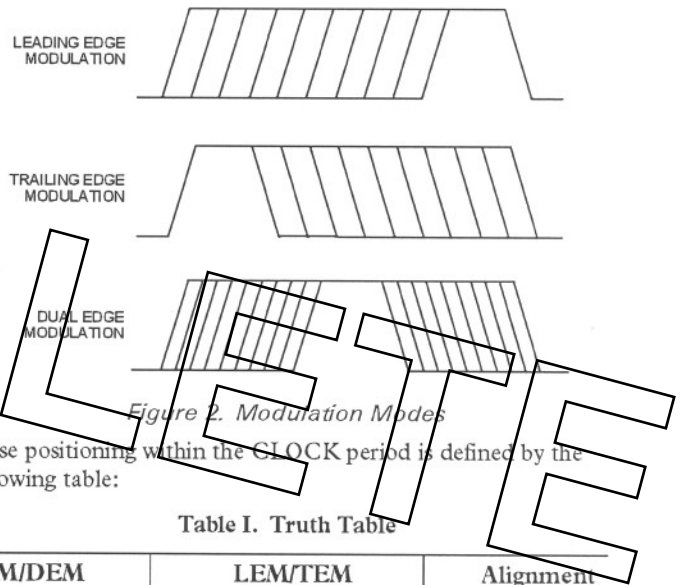 LEADING EDGE
MODULATION
TRAILING EDGE
MODULATION
DUAL EDGE
MODULATION
LETE
Figure 2. Modulation Modes
se positioning within the CLOCK period is defined by the
owing table:
Table I. Truth Table
M/DEM LEM/TEM Alignment